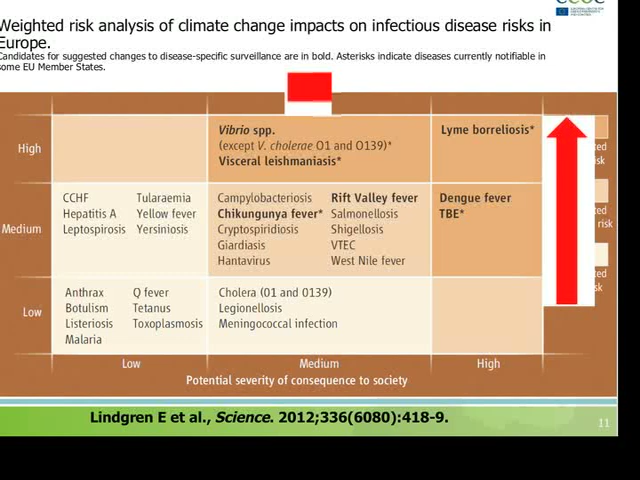 Weighted risk analysis of climate change impacts on infectious disease risks in
Europe.
Candidates for suggested changes to disease-specific surveillance are in bold. Asterisks indicate diseases currently notifiable in
some EU Member States.
High
Vibrio spp.
(except V. cholerae O1 and O139)*
Visceral leishmaniasis*
Lyme borreliosis*
Medium
CCHF Tularaemia
Hepatitis A Yellow fever
Leptospirosis Yersiniosis
Campylobacteriosis Rift Valley fever
Chikungunya fever* Salmonellosis
Cryptospiridiosis Shigellosis
Giardiasis VTEC
Hantavirus West Nile fever
Dengue fever
TBE*
Low
Anthrax Q fever
Botulism Tetanus
Listeriosis Toxoplasmosis
Malaria
Cholera (O1 and O139)
Legionellosis
Meningococcal infection
Low Medium High
Potential severity of consequence to society
Lindgren E et al., Science. 2012;336(6080):418-9.
11